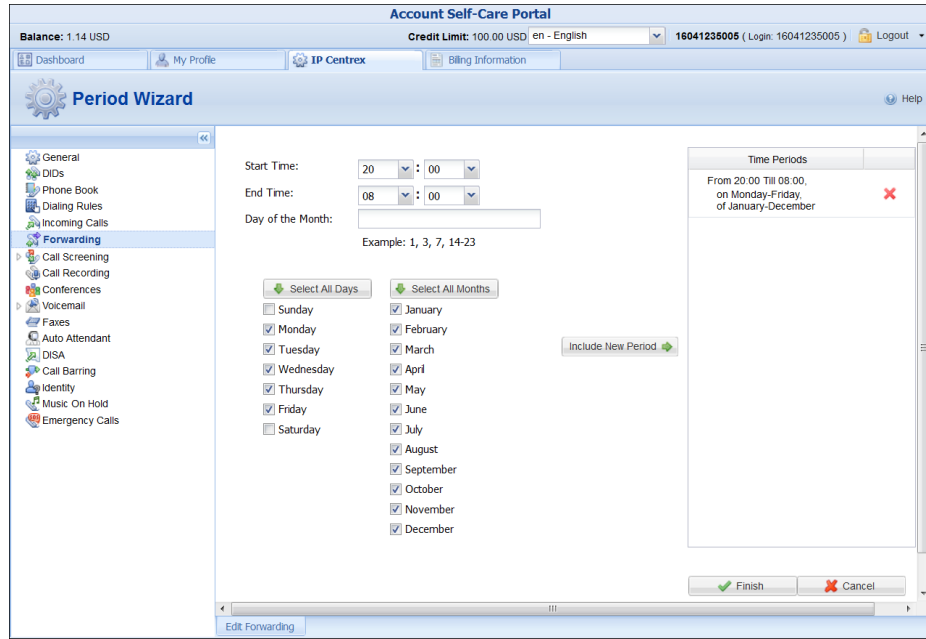 Account Self-Care Portal
Balance: 1.14 USD
Credit Limit: 100.00 USD en - English 16041235005 ( Login: 16041235005 ) Logout
Dashboard My Profile IP Centrex Billing Information
Period Wizard
Help
General
DIDs
Phone Book
Dialing Rules
Incoming Calls
Forwarding
Call Screening
Call Recording
Conferences
Voicemail
Faxes
Auto Attendant
DISA
Call Barring
Identity
Music On Hold
Emergency Calls
Start Time: 20 : 00
End Time: 08 : 00
Day of the Month:
Example: 1, 3, 7, 14-23
Select All Days
Sunday
Monday
Tuesday
Wednesday
Thursday
Friday
Saturday
Select All Months
January
February
March
April
May
June
July
August
September
October
November
December
Include New Period
Time Periods
From 20:00 Till 08:00,
on Monday-Friday,
of January-December
Finish
Cancel
Edit Forwarding